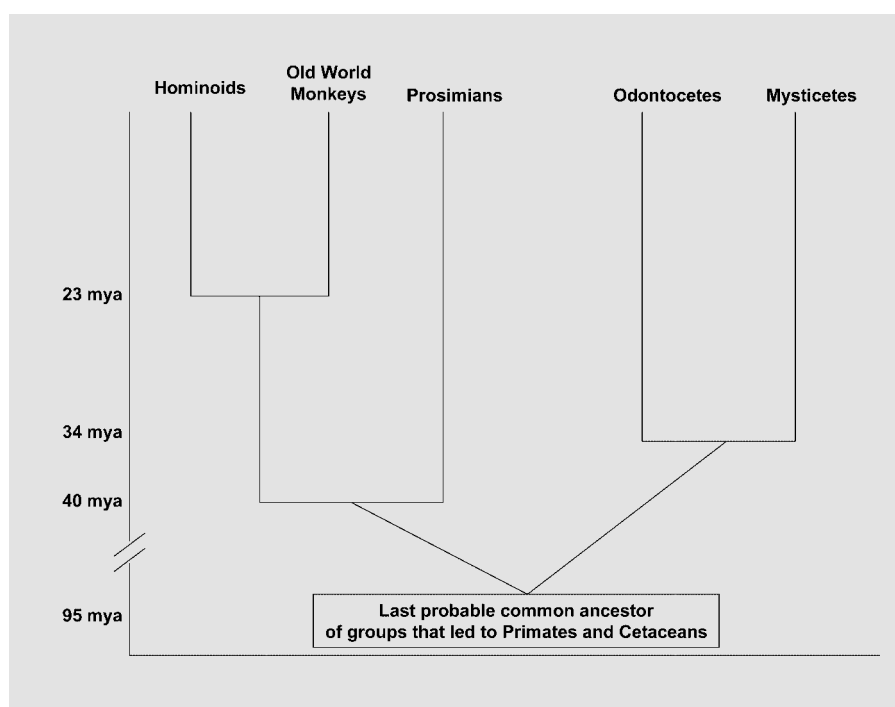 Hominoids
Old World
Monkeys
Prosimians
Odontocetes
Mysticetes
23 mya
34 mya
40 mya
95 mya
Last probable common ancestor
of groups that led to Primates and Cetaceans